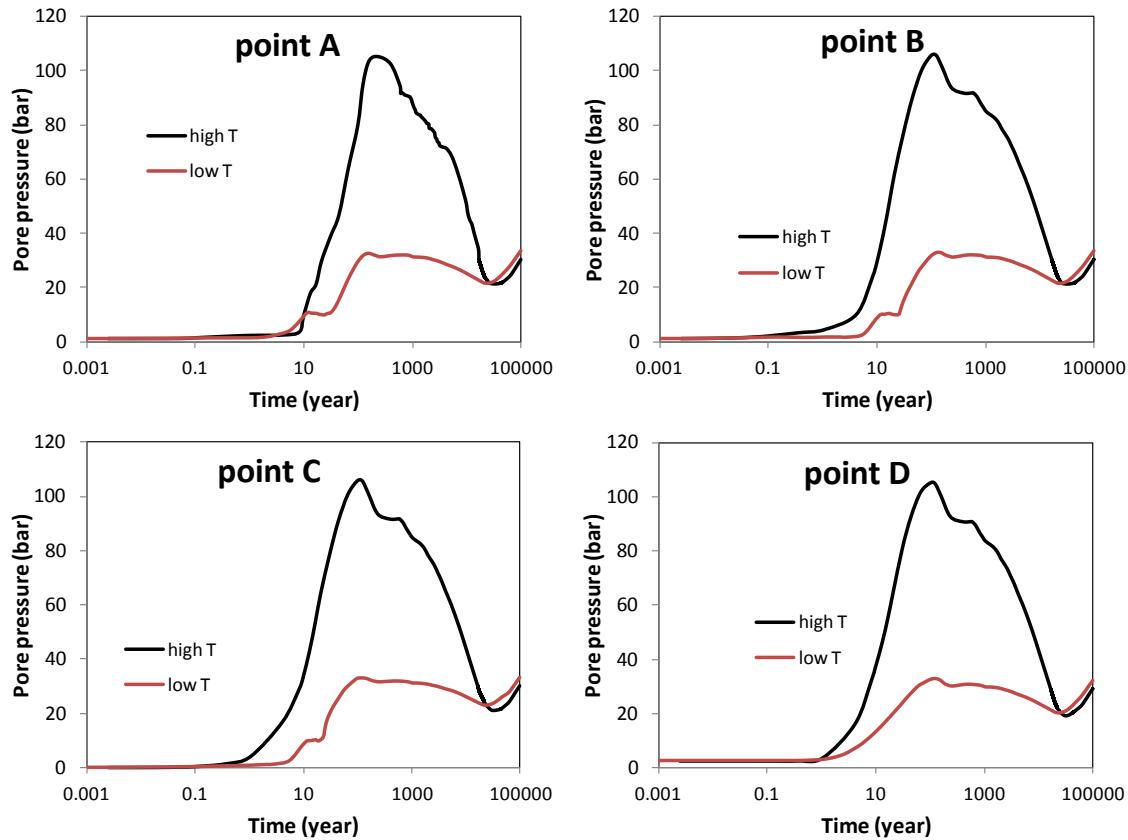 point A
120
100
80
60
40
20
0
Pore pressure (bar)
high T
low T
0.001 0.1 10 1000 100000
Time (year)
point B
120
100
80
60
40
20
0
Pore pressure (bar)
high T
low T
0.001 0.1 10 1000 100000
Time (year)
point C
120
100
80
60
40
20
0
Pore pressure (bar)
high T
low T
0.001 0.1 10 1000 100000
Time (year)
point D
120
100
80
60
40
20
0
Pore pressure (bar)
high T
low T
0.001 0.1 10 1000 100000
Time (year)